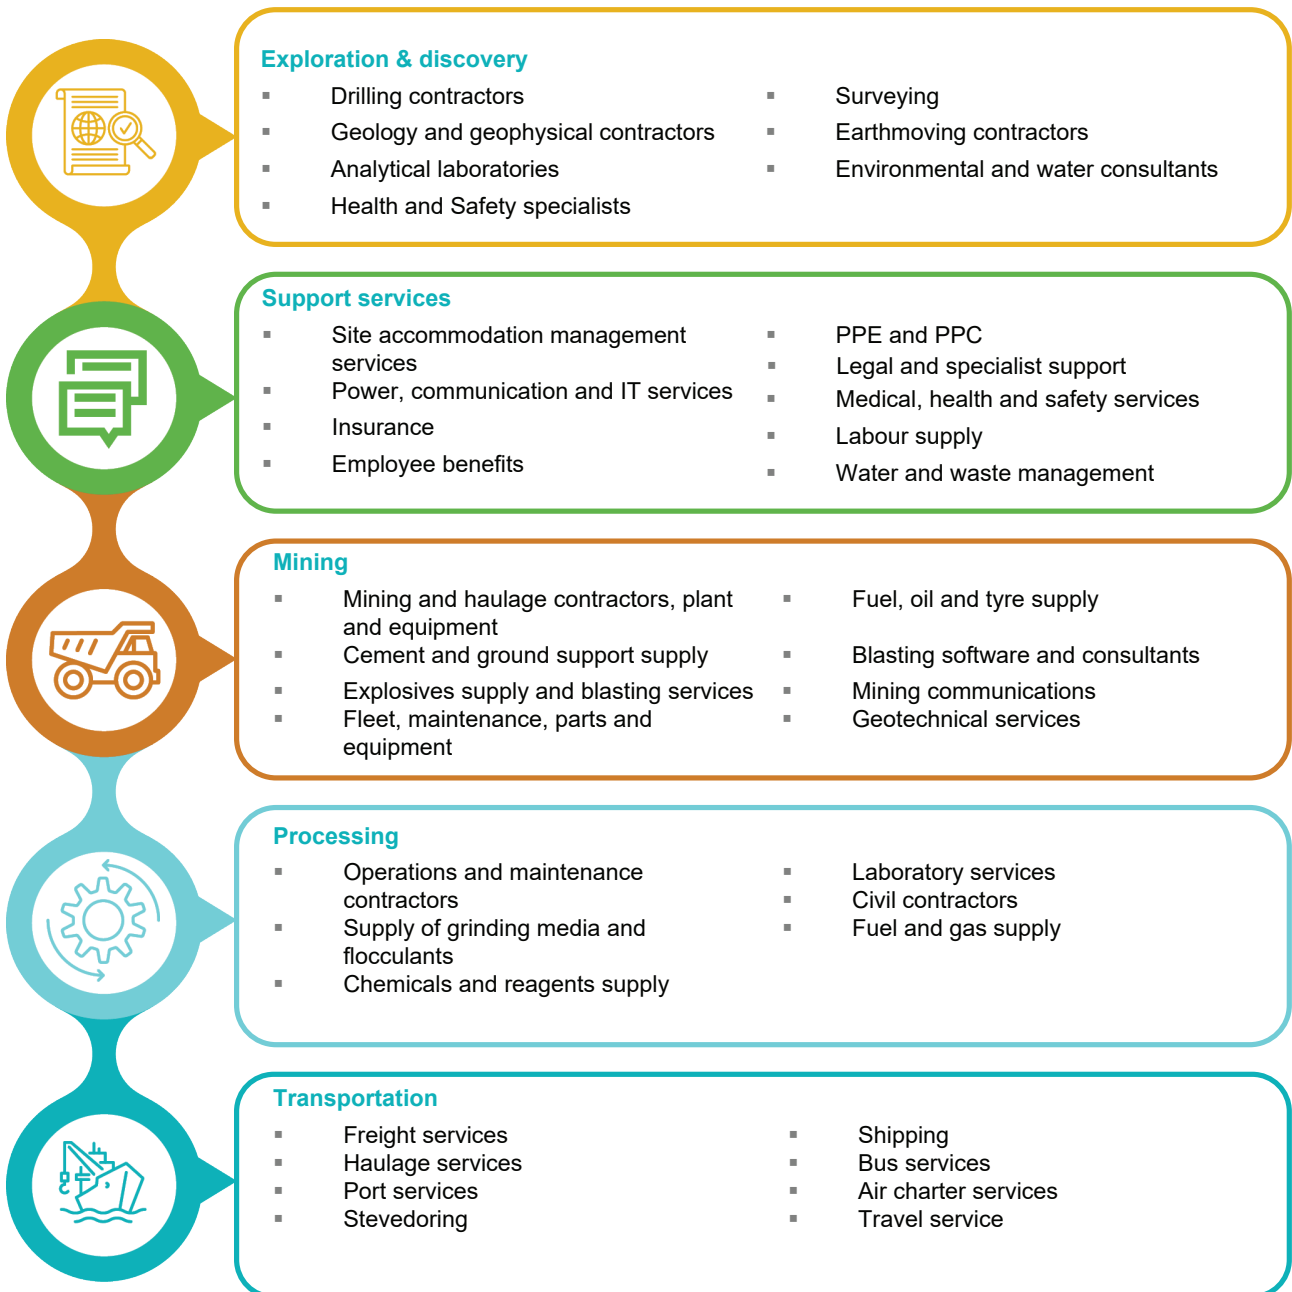 Exploration & discovery
Drilling contractors
Geology and geophysical contractors
Analytical laboratories
Health and Safety specialists
Surveying
Earthmoving contractors
Environmental and water consultants
Support services
Site accommodation management
services
Power, communication and IT services
Insurance
Employee benefits
PPE and PPC
Legal and specialist support
Medical, health and safety services
Labour supply
Water and waste management
Mining
Mining and haulage contractors, plant
and equipment
Cement and ground support supply
Explosives supply and blasting services
Fleet, maintenance, parts and
equipment
Fuel, oil and tyre supply
Blasting software and consultants
Mining communications
Geotechnical services
Processing
Operations and maintenance
contractors
Supply of grinding media and
flocculants
Chemicals and reagents supply
Laboratory services
Civil contractors
Fuel and gas supply
Transportation
Freight services
Haulage services
Port services
Stevedoring
Shipping
Bus services
Air charter services
Travel service